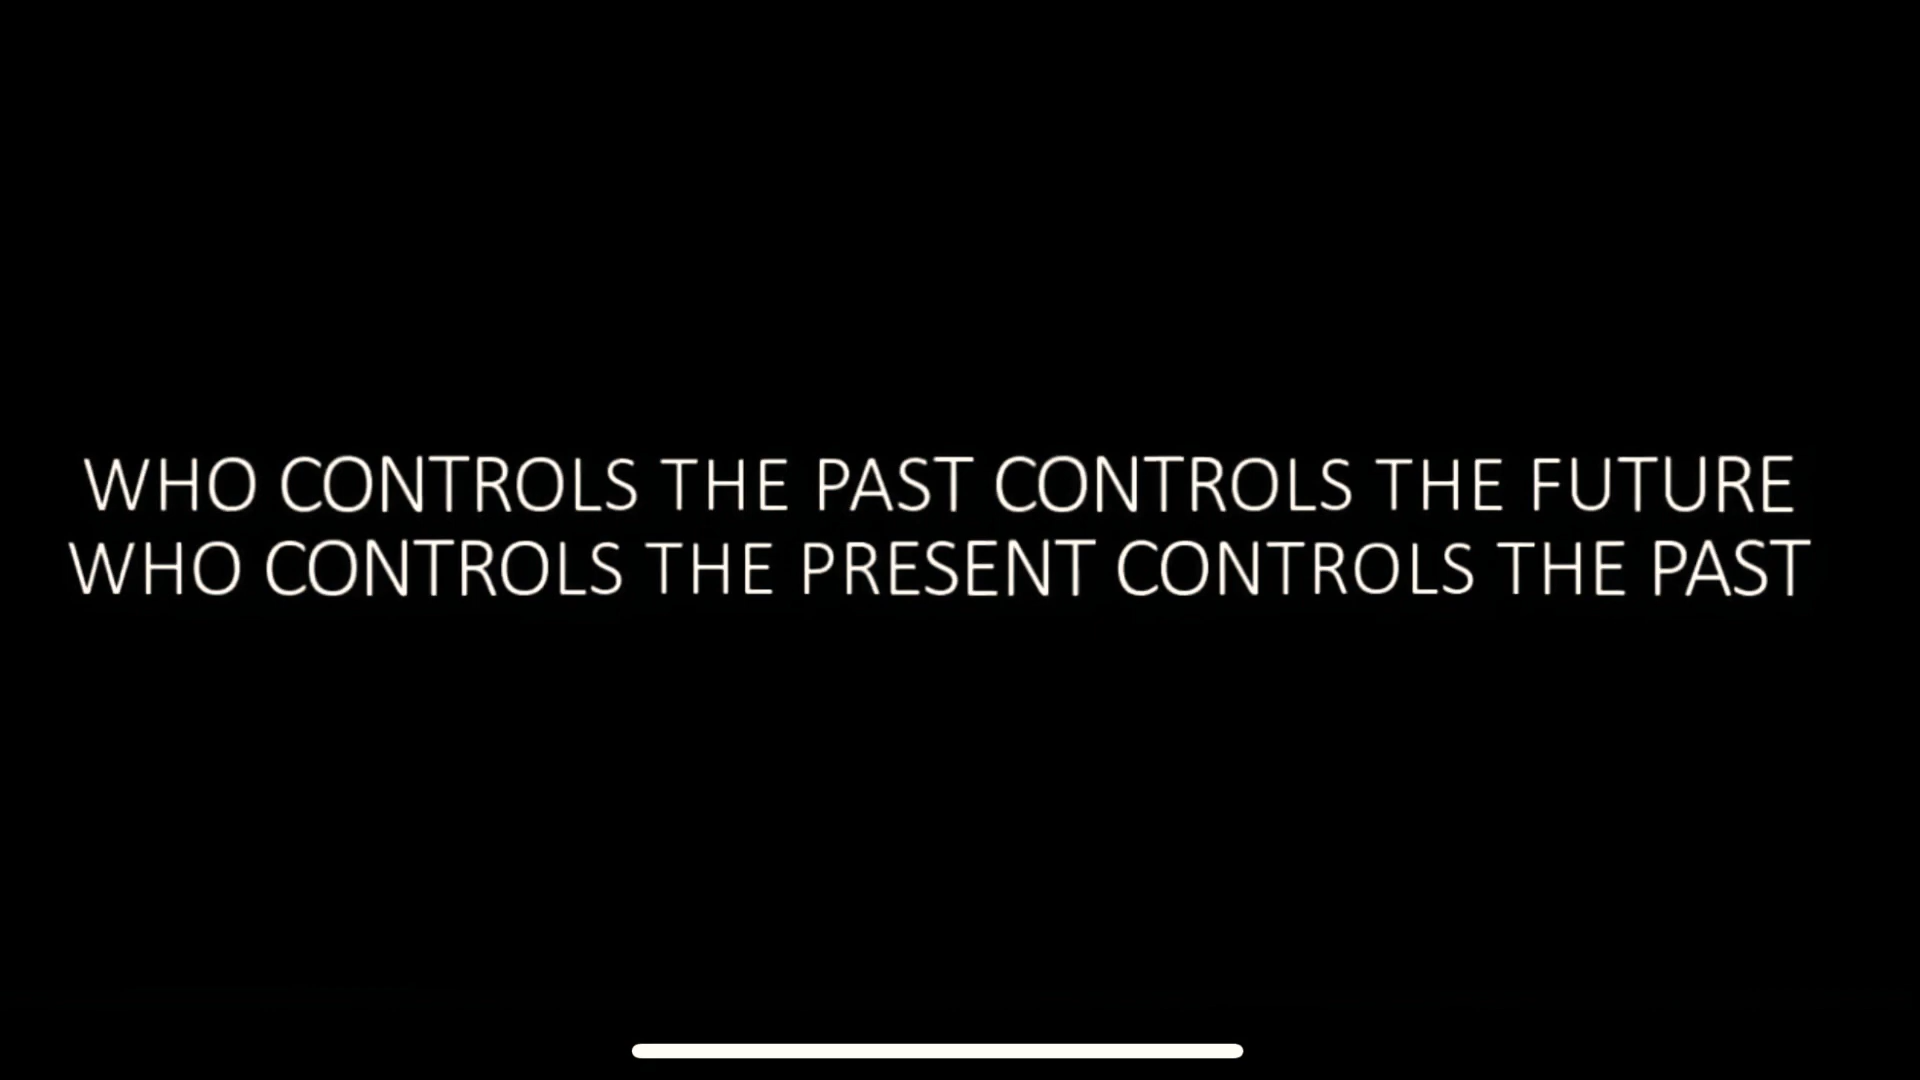 WHO CONTROLS THE PAST CONTROLS THE FUTURE
WHO CONTROLS THE PRESENT CONTROLS THE PAST